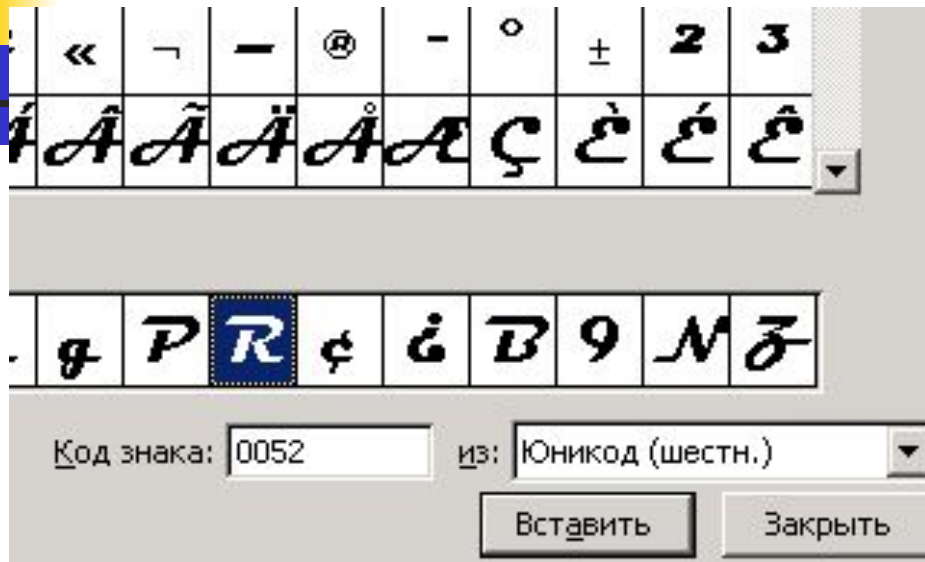 « ¬ — ® - ° ± 2 3
Â Ã Ä Å Æ Ç È É Ê
g P R ¢ ¿ B 9 N Z
Код знака: 0052 из: Юникод (шестн.)
Вставить Закрыть